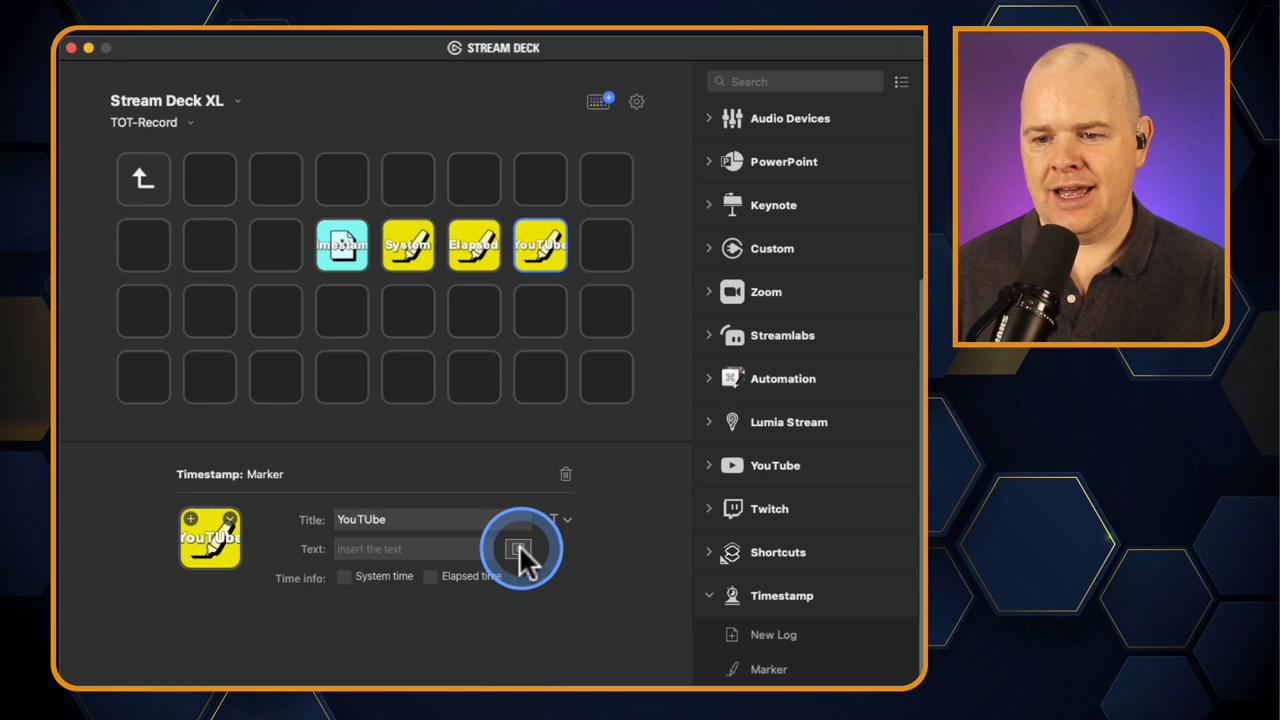 STREAM DECK
Stream Deck XL
TOT-Record
Search
Audio Devices
PowerPoint
Keynote
Custom
Zoom
Streamlabs
Automation
Lumia Stream
YouTube
Twitch
Shortcuts
Timestamp
New Log
Marker
imestam
System
Elapsed
YouTUbe
Timestamp: Marker
YouTUbe
Title: YouTUbe
T
Text: insert the text
Time info: System time Elapsed time